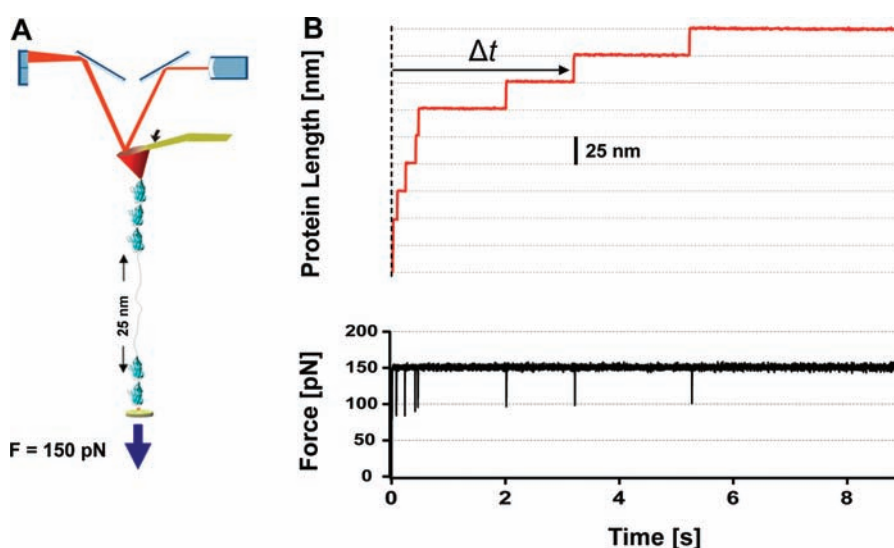 A
25 nm
F = 150 pN
B
Protein Length [nm]
Δt
25 nm
Force [pN]
200
150
100
50
0
0 2 4 6 8
Time [s]